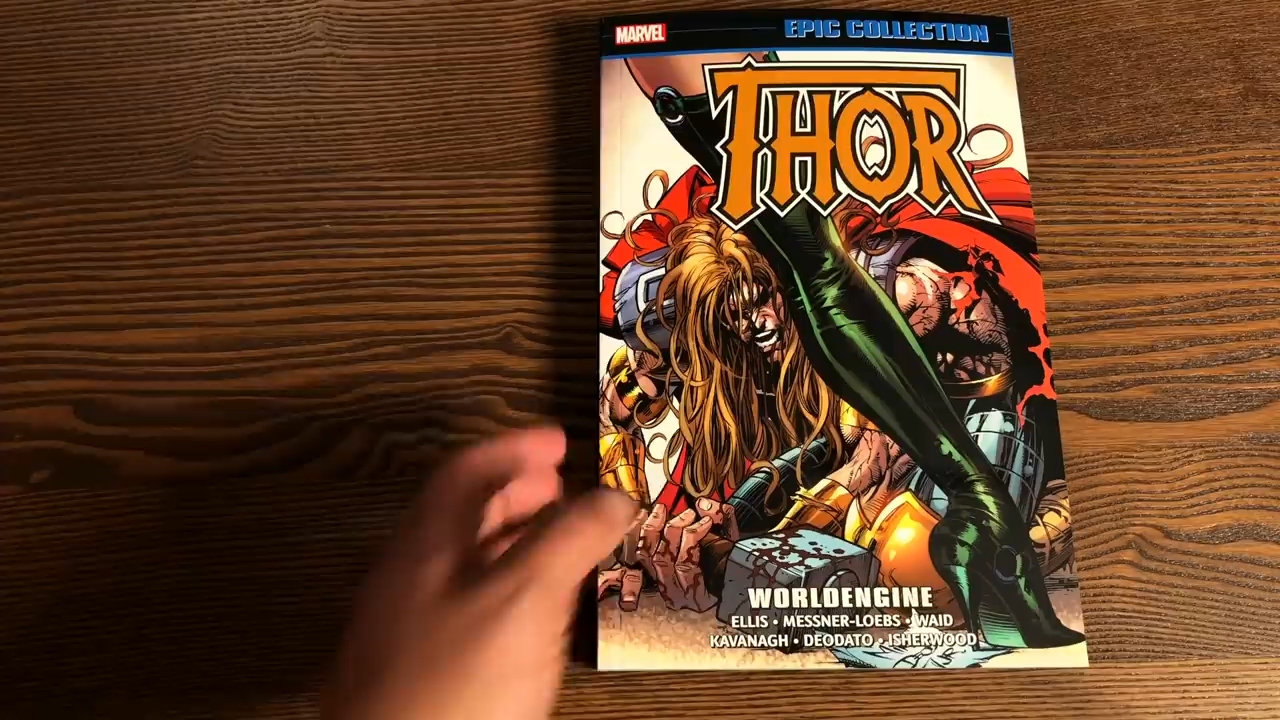 MARVEL
EPIC COLLECTION
THOR
WORLDENGINE
ELLIS • MESSNER-LOEBS • WAID
KAVANAGH • DEODATO • ISHERWOOD